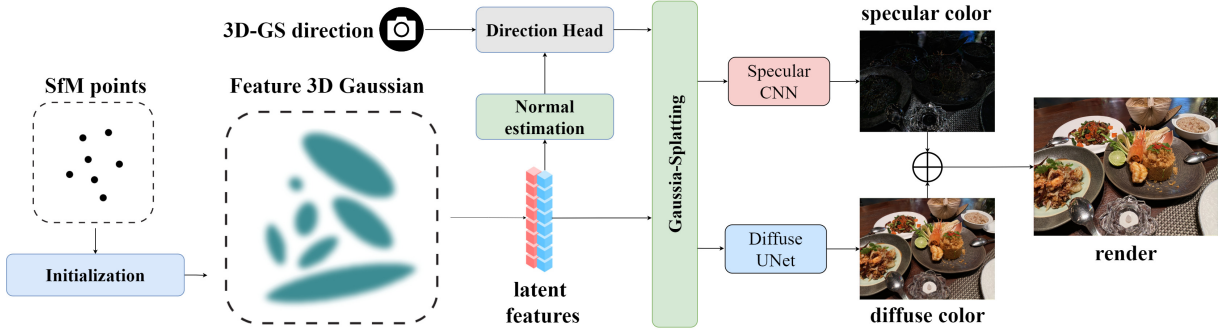 specular color
3D-GS direction
Direction Head
SfM points
Feature 3D Gaussian
Specular
CNN
Normal
estimation
Gaussia-Splatting
Initialization
Diffuse
UNet
render
latent
features
diffuse color